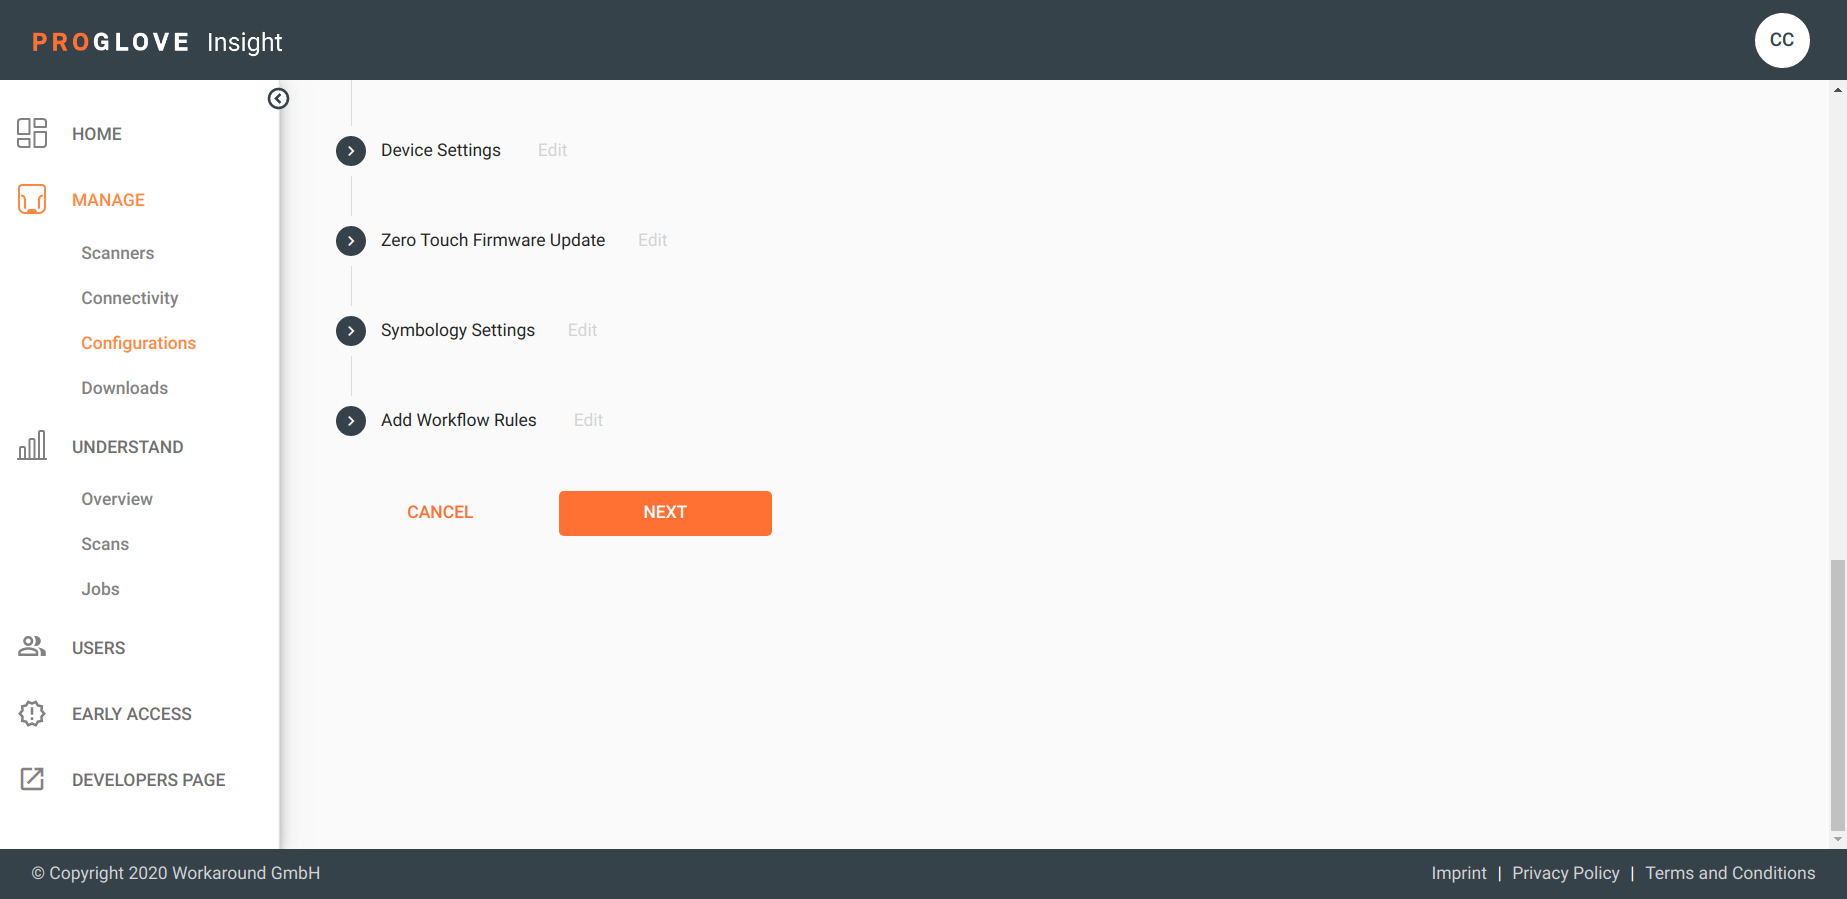 PROGLOVE Insight
CC
HOME
MANAGE
Scanners
Connectivity
Configurations
Downloads
UNDERSTAND
Overview
Scans
Jobs
USERS
EARLY ACCESS
DEVELOPERS PAGE
Device Settings Edit
Zero Touch Firmware Update Edit
Symbology Settings Edit
Add Workflow Rules Edit
CANCEL NEXT
© Copyright 2020 Workaround GmbH
Imprint | Privacy Policy | Terms and Conditions